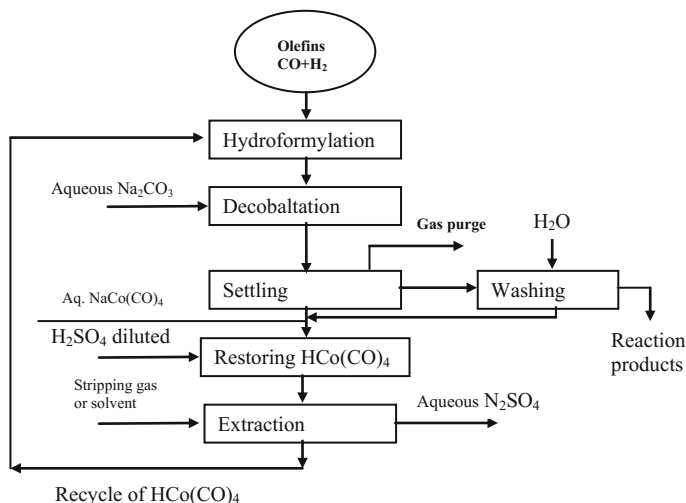 Olefins
CO+H₂
Hydroformylation
Aqueous Na₂CO₃
Decobaltation
Gas purge
H₂O
Settling
Washing
Aq. NaCo(CO)₄
H₂SO₄ diluted
Restoring HCo(CO)₄
Reaction
products
Stripping gas
or solvent
Extraction
Aqueous N₂SO₄
Recycle of HCo(CO)₄